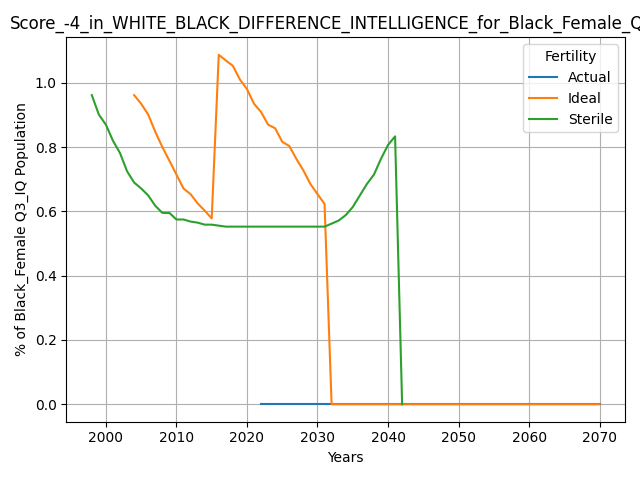 Score_-4_in_WHITE_BLACK_DIFFERENCE_INTELLIGENCE_for_Black_Female_Q
Fertility
Actual
Ideal
Sterile
% of Black_Female Q3_IQ Population
1.0
0.8
0.6
0.4
0.2
0.0
2000 2010 2020 2030 2040 2050 2060 2070
Years